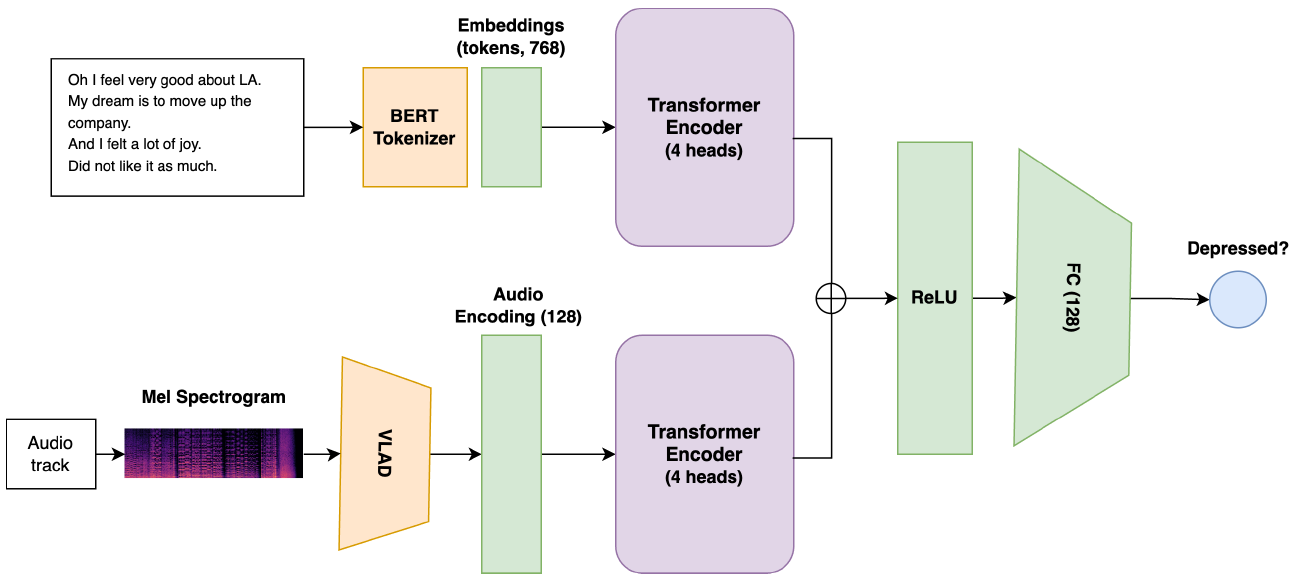 Embeddings
(tokens, 768)
Oh I feel very good about LA.
My dream is to move up the
company.
And I felt a lot of joy.
Did not like it as much.
BERT
Tokenizer
Transformer
Encoder
(4 heads)
Audio
Encoding (128)
Mel Spectrogram
Audio
track
VLAD
Transformer
Encoder
(4 heads)
ReLU
FC (128)
Depressed?